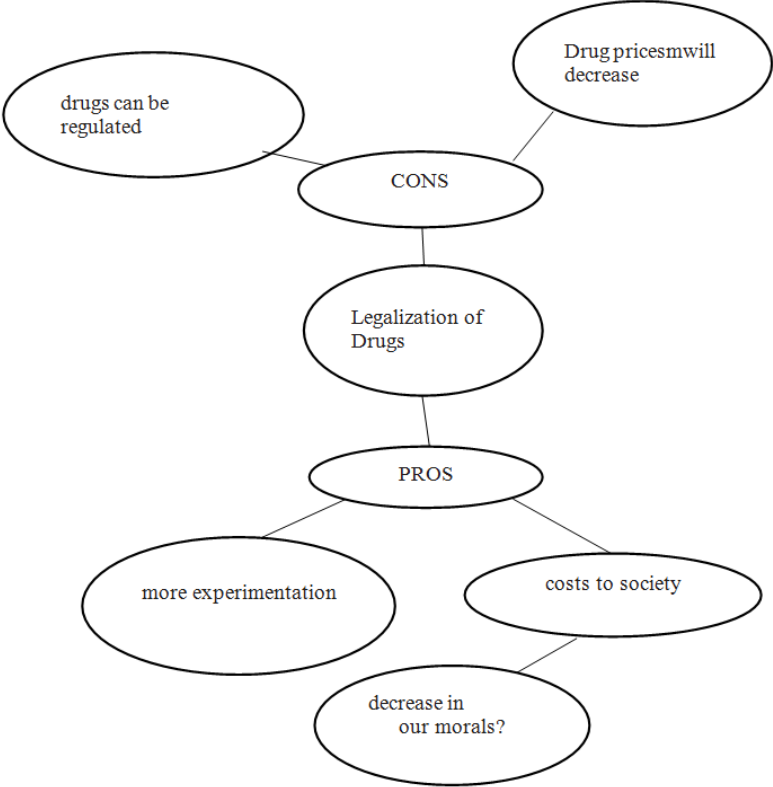 Drug pricesmwill
decrease
drugs can be
regulated
CONS
Legalization of
Drugs
PROS
more experimentation
costs to society
decrease in
our morals?